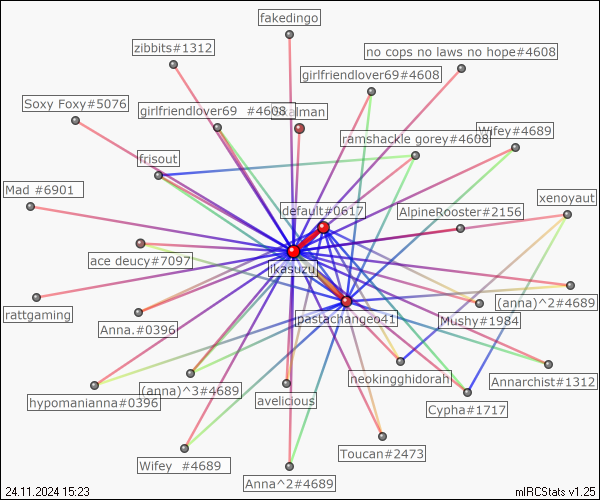 fakedingo
zibbits#1312
no cops no laws no hope#4608
girlfriendlover69#4608
Soxy Foxy#5076
girlfriendlover69 #4608
alman
ramshackle gorey#4608
Wifey#4689
frisout
Mad #6901
xenoyaut
default#0617
AlpineRooster#2156
ace deucy#7097
ikasuzu
(anna)^2#4689
rattgaming
Anna.#0396
pastachangeo41
Mushy#1984
neokingghidorah
Annarchist#1312
(anna)^3#4689
hypomanianna#0396
avelicious
Cypha#1717
Toucan#2473
Wifey #4689
Anna^2#4689
24.11.2024 15:23
mIRCStats v1.25